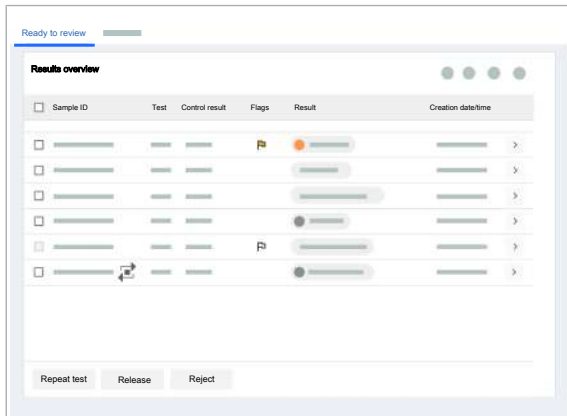 Ready to review
Results overview
Sample ID Test Control result Flags Result Creation date/time
Repeat test Release Reject